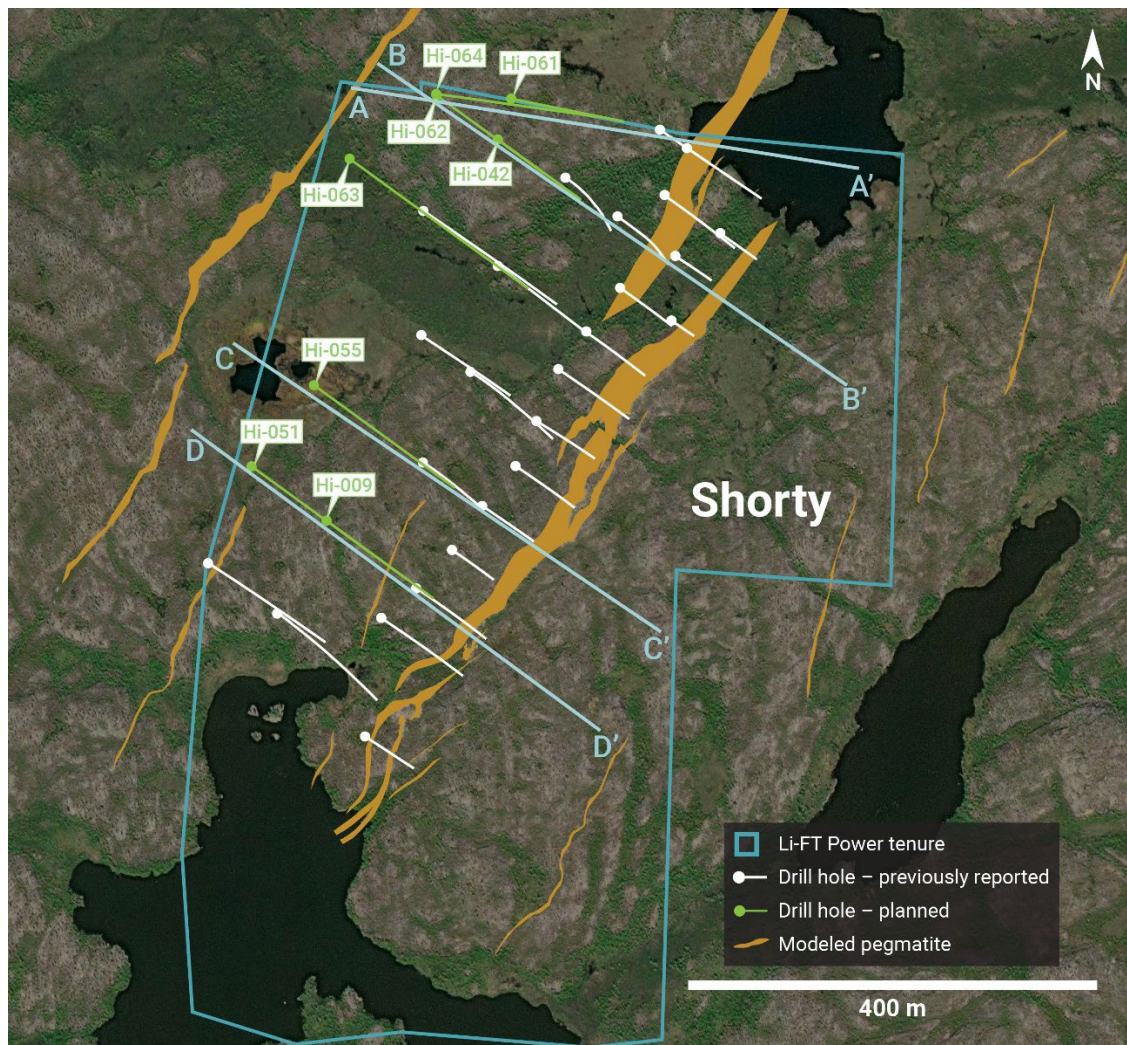 B
Hi-064
Hi-061
N
A
Hi-062
Hi-042
A’
Hi-063
C
Hi-055
B’
D
Hi-051
Hi-009
Shorty
C’
D’
Li-FT Power tenure
Drill hole – previously reported
Drill hole – planned
Modeled pegmatite
400 m